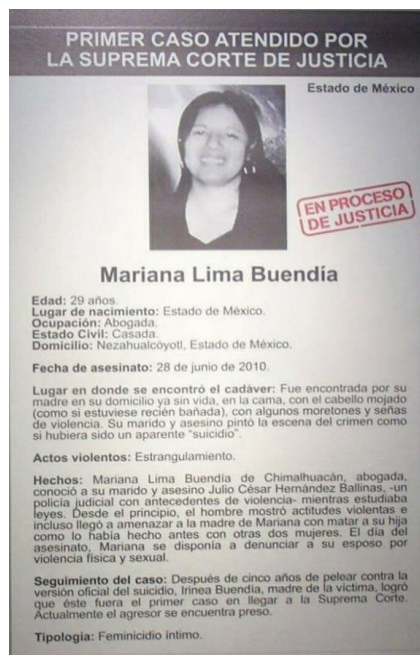 PRIMER CASO ATENDIDO POR
LA SUPREMA CORTE DE JUSTICIA
Estado de México
EN PROCESO
DE JUSTICIA
Mariana Lima Buendía
Edad: 29 años.
Lugar de nacimiento: Estado de México.
Ocupación: Abogada.
Estado Civil: Casada.
Domicilio: Nezahualcóyotl, Estado de México.
Fecha de asesinato: 28 de junio de 2010.
Lugar en donde se encontró el cadáver: Fue encontrada por su
madre en su domicilio ya sin vida, en la cama, con el cabello mojado
(como si estuviese recién bañada), con algunos moretones y señas
de violencia. Su marido y asesino pintó la escena del crimen como
si hubiera sido un aparente “suicidio”.
Actos violentos: Estrangulamiento.
Hechos: Mariana Lima Buendía de Chimalhuacán, abogada,
conoció a su marido y asesino Julio César Hernández Ballinas, -un
policía judicial con antecedentes de violencia- mientras estudiaba
leyes. Desde el principio, el hombre mostró actitudes violentas e
incluso llegó a amenazar a la madre de Mariana con matar a su hija
como lo había hecho antes con otras dos mujeres. El día del
asesinato, Mariana se disponía a denunciar a su esposo por
violencia física y sexual.
Seguimiento del caso: Después de cinco años de pelear contra la
versión oficial del suicidio, Irinea Buendía, madre de la víctima, logró
que éste fuera el primer caso en llegar a la Suprema Corte.
Actualmente el agresor se encuentra preso.
Tipología: Feminicidio íntimo.